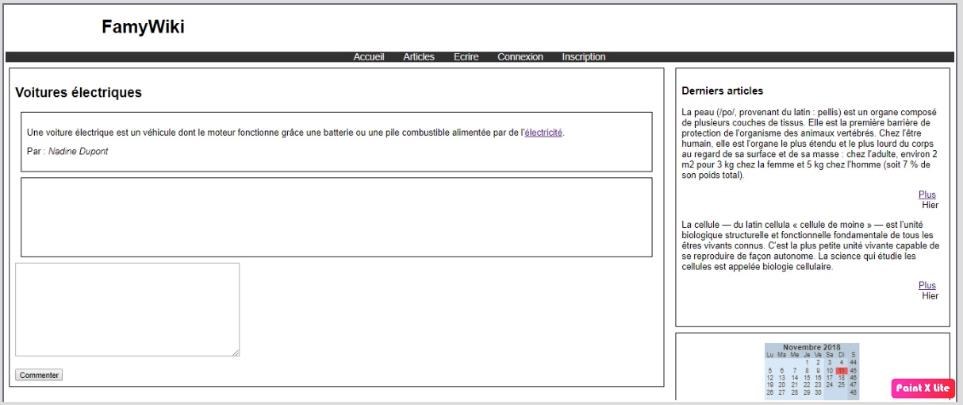 FamyWiki
Accueil Articles Ecrire Connexion Inscription
Voitures électriques
Une voiture électrique est un véhicule dont le moteur fonctionne grâce une batterie ou une pile combustible alimentée par de l'électricité.
Par : Nadine Dupont
Commenter
Derniers articles
La peau (/po/, provenant du latin : pellis) est un organe composé
de plusieurs couches de tissus. Elle est la première barrière de
protection de l'organisme des animaux vertébrés. Chez l'être
humain, elle est l'organe le plus étendu et le plus lourd du corps
au regard de sa surface et de sa masse : chez l'adulte, environ 2
m2 pour 3 kg chez la femme et 5 kg chez l'homme (soit 7 % de
son poids total).
Plus
Hier
La cellule — du latin cellula « cellule de moine » — est l'unité
biologique structurelle et fonctionnelle fondamentale de tous les
êtres vivants connus. C'est la plus petite unité vivante capable de
se reproduire de façon autonome. La science qui étudie les
cellules est appelée biologie cellulaire.
Plus
Hier
Novembre 2018
Lu Ma Me Je Ve Sa Di S
1 2 3 4 44
5 6 7 8 9 10 11 45
12 13 14 15 16 17 18 46
19 20 21 22 23 24 25
26 27 28 29 30 48
Paint X Lite